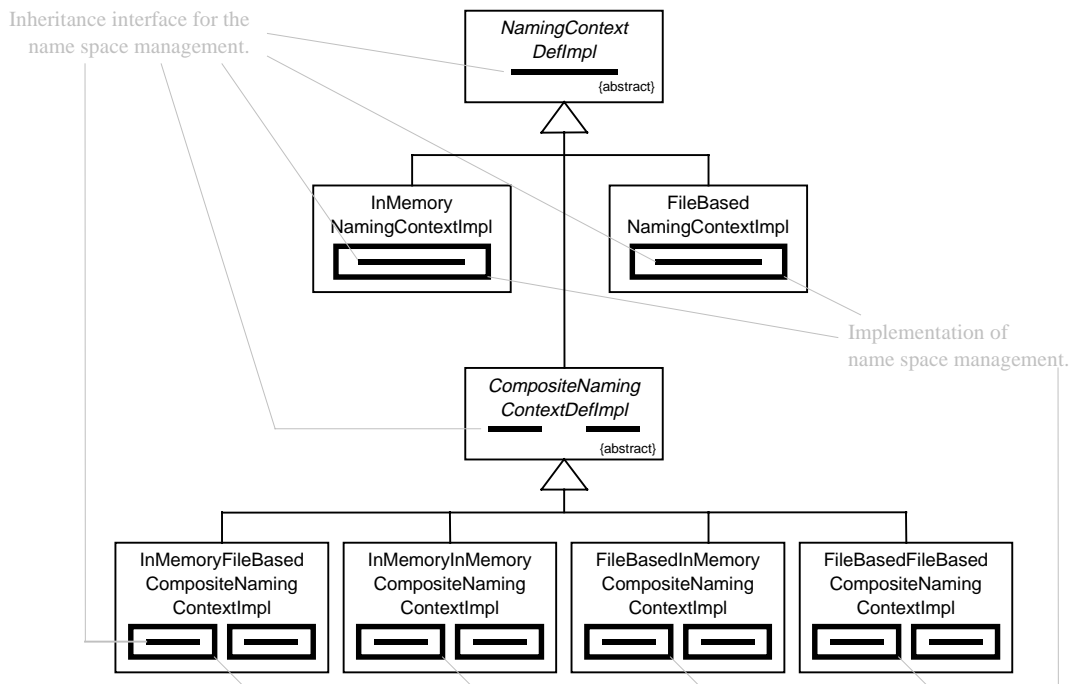 Inheritance interface for the
name space management.
NamingContext
DefImpl
{abstract}
InMemory
NamingContextImpl
FileBased
NamingContextImpl
Implementation of
name space management.
CompositeNaming
ContextDefImpl
{abstract}
InMemoryFileBased
CompositeNaming
ContextImpl
InMemoryInMemory
CompositeNaming
ContextImpl
FileBasedInMemory
CompositeNaming
ContextImpl
FileBasedFileBased
CompositeNaming
ContextImpl